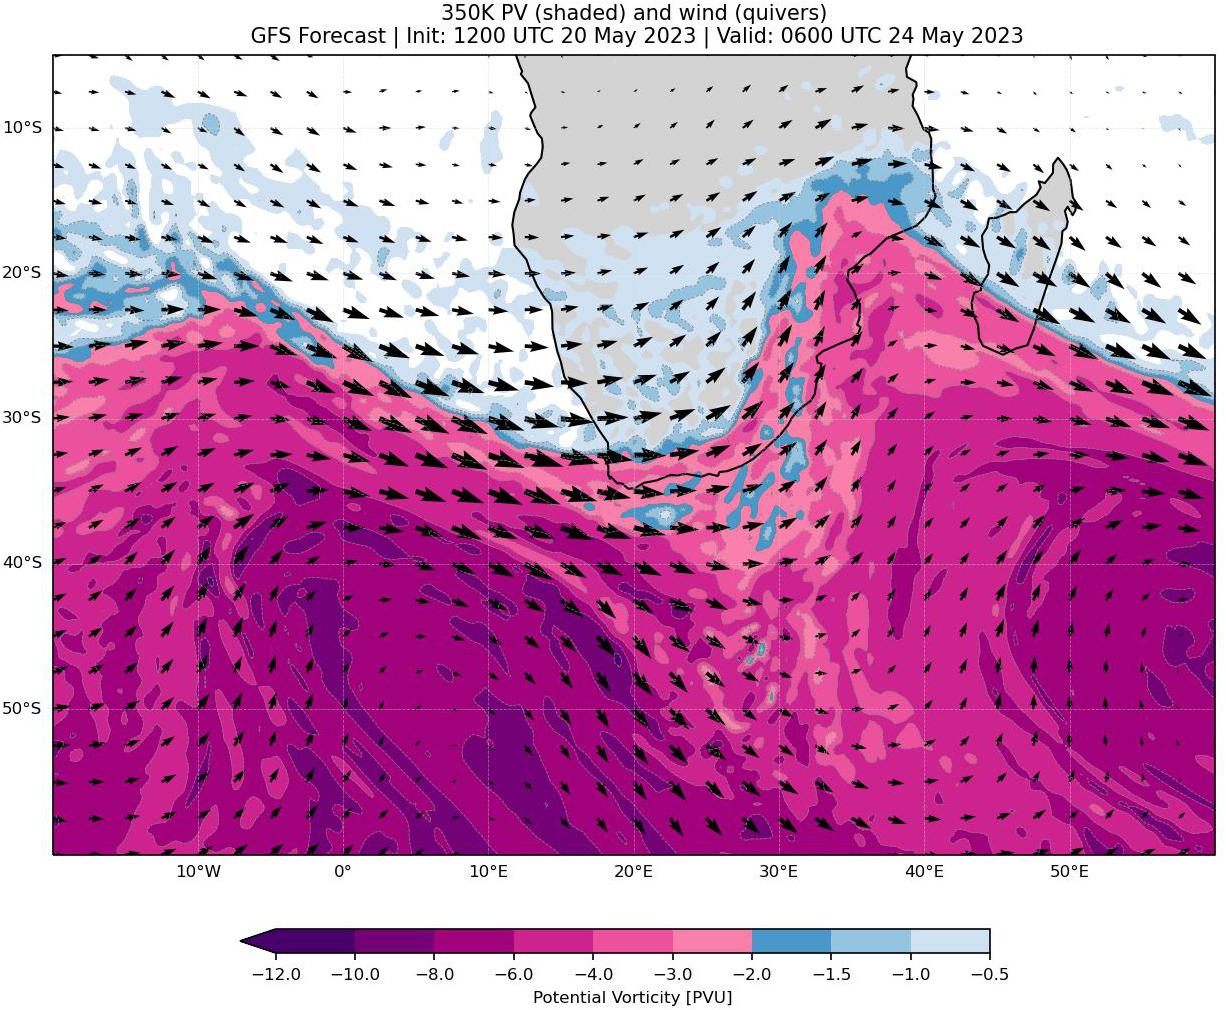 350K PV (shaded) and wind (quivers)
GFS Forecast | Init: 1200 UTC 20 May 2023 | Valid: 0600 UTC 24 May 2023
10°S
20°S
30°S
40°S
50°S
10°W 0° 10°E 20°E 30°E 40°E 50°E
−12.0 −10.0 −8.0 −6.0 −4.0 −3.0 −2.0 −1.5 −1.0 −0.5
Potential Vorticity [PVU]